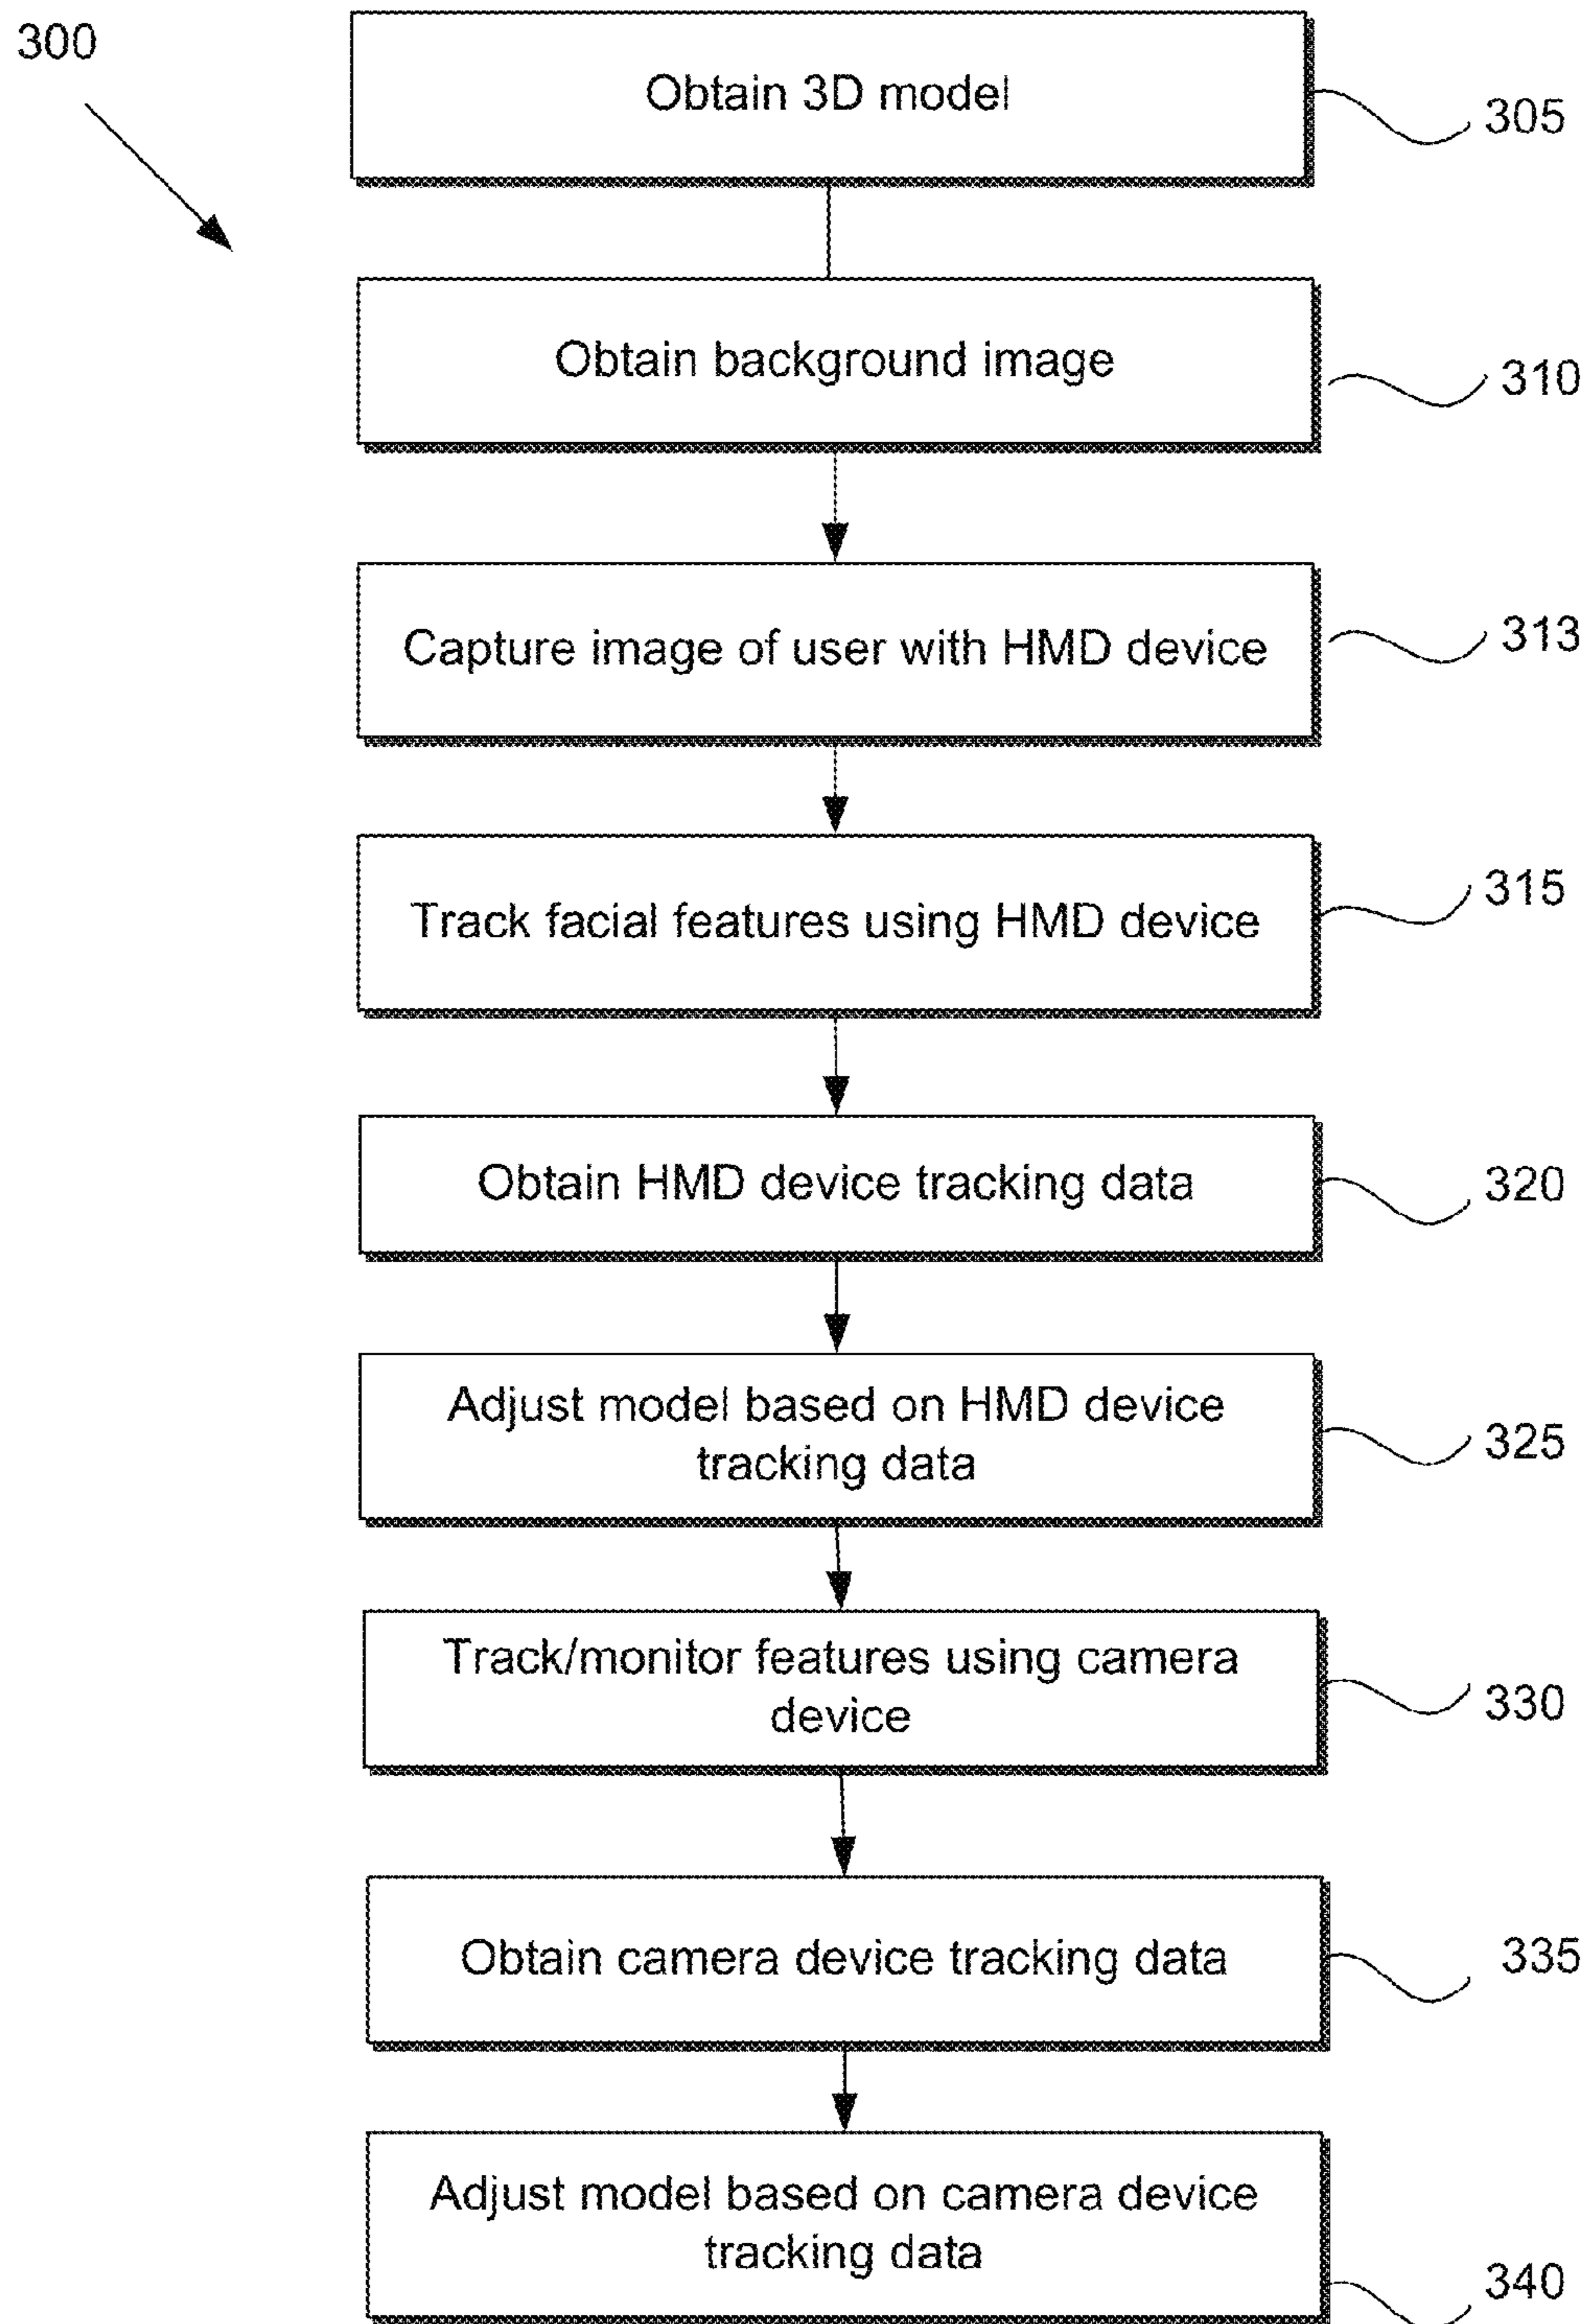 300
Obtain 3D model
305
Obtain background image
310
Capture image of user with HMD device
313
Track facial features using HMD device
315
Obtain HMD device tracking data
320
Adjust model based on HMD device
tracking data
325
Track/monitor features using camera
device
330
Obtain camera device tracking data
335
Adjust model based on camera device
tracking data
340